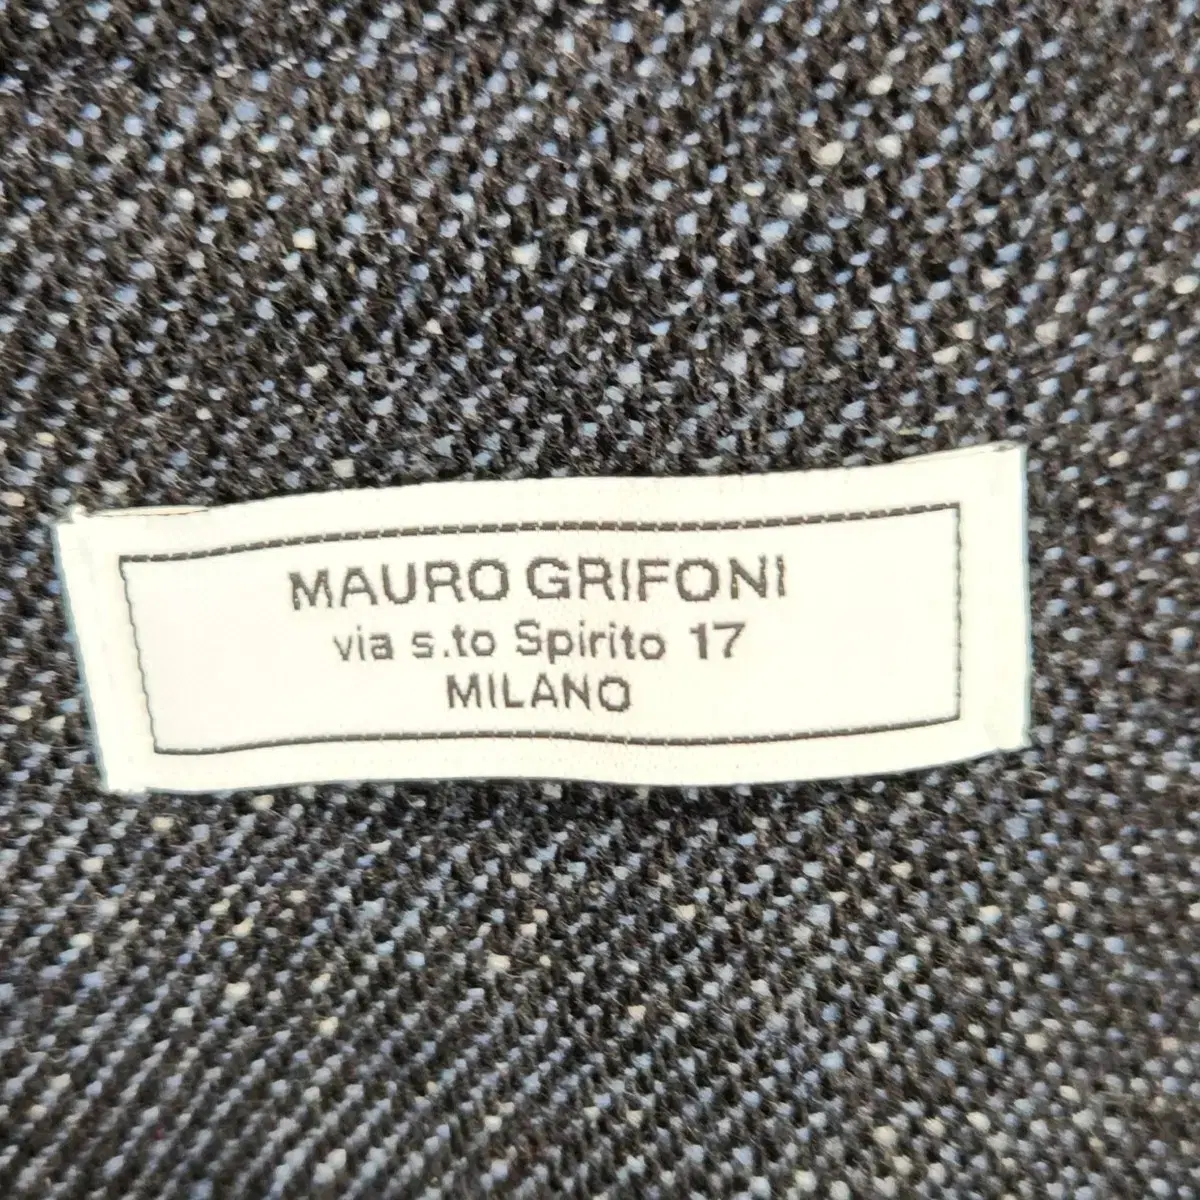 MAURO GRIFONI
via s.to Spirito 17
MILANO